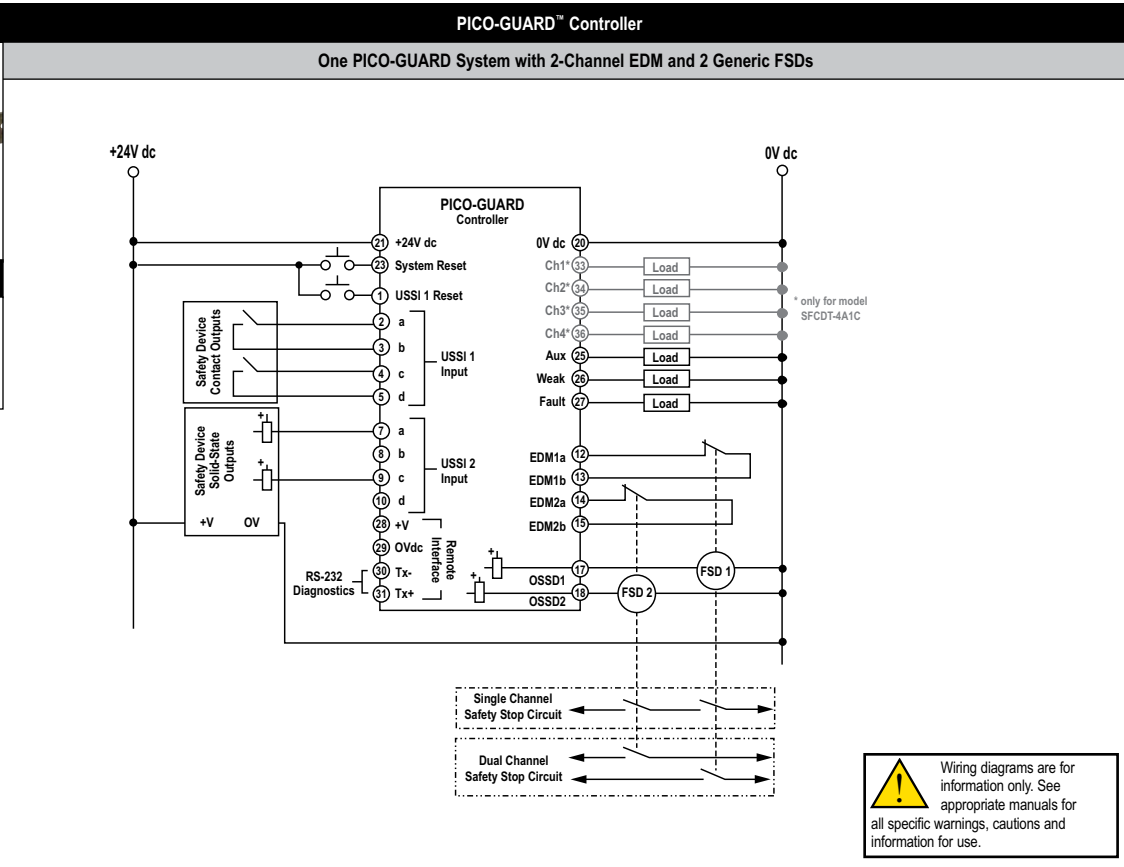 PICO-GUARD™ Controller
One PICO-GUARD System with 2-Channel EDM and 2 Generic FSDs
+24V dc
0V dc
PICO-GUARD
Controller
21 +24V dc
0V dc 20
23 System Reset
Ch1* 33 Load
1 USSI 1 Reset
Ch2* 34 Load
* only for model
SFCDT-4A1C
Ch3* 35 Load
Ch4* 36 Load
Aux 25 Load
Weak 26 Load
Fault 27 Load
Safety Device
Contact Outputs
2 a
3 b
4 c
5 d
USSI 1
Input
Safety Device
Solid-State
Outputs
+
+
+V OV
7 a
8 b
9 c
10 d
USSI 2
Input
EDM1a 12
EDM1b 13
EDM2a 14
EDM2b 15
28 +V
29 OVdc
30 Tx-
31 Tx+
Remote
Interface
RS-232
Diagnostics
+
+
17
OSSD1
18
OSSD2
FSD 1
FSD 2
Single Channel
Safety Stop Circuit
Dual Channel
Safety Stop Circuit
!
Wiring diagrams are for
information only. See
appropriate manuals for
all specific warnings, cautions and
information for use.